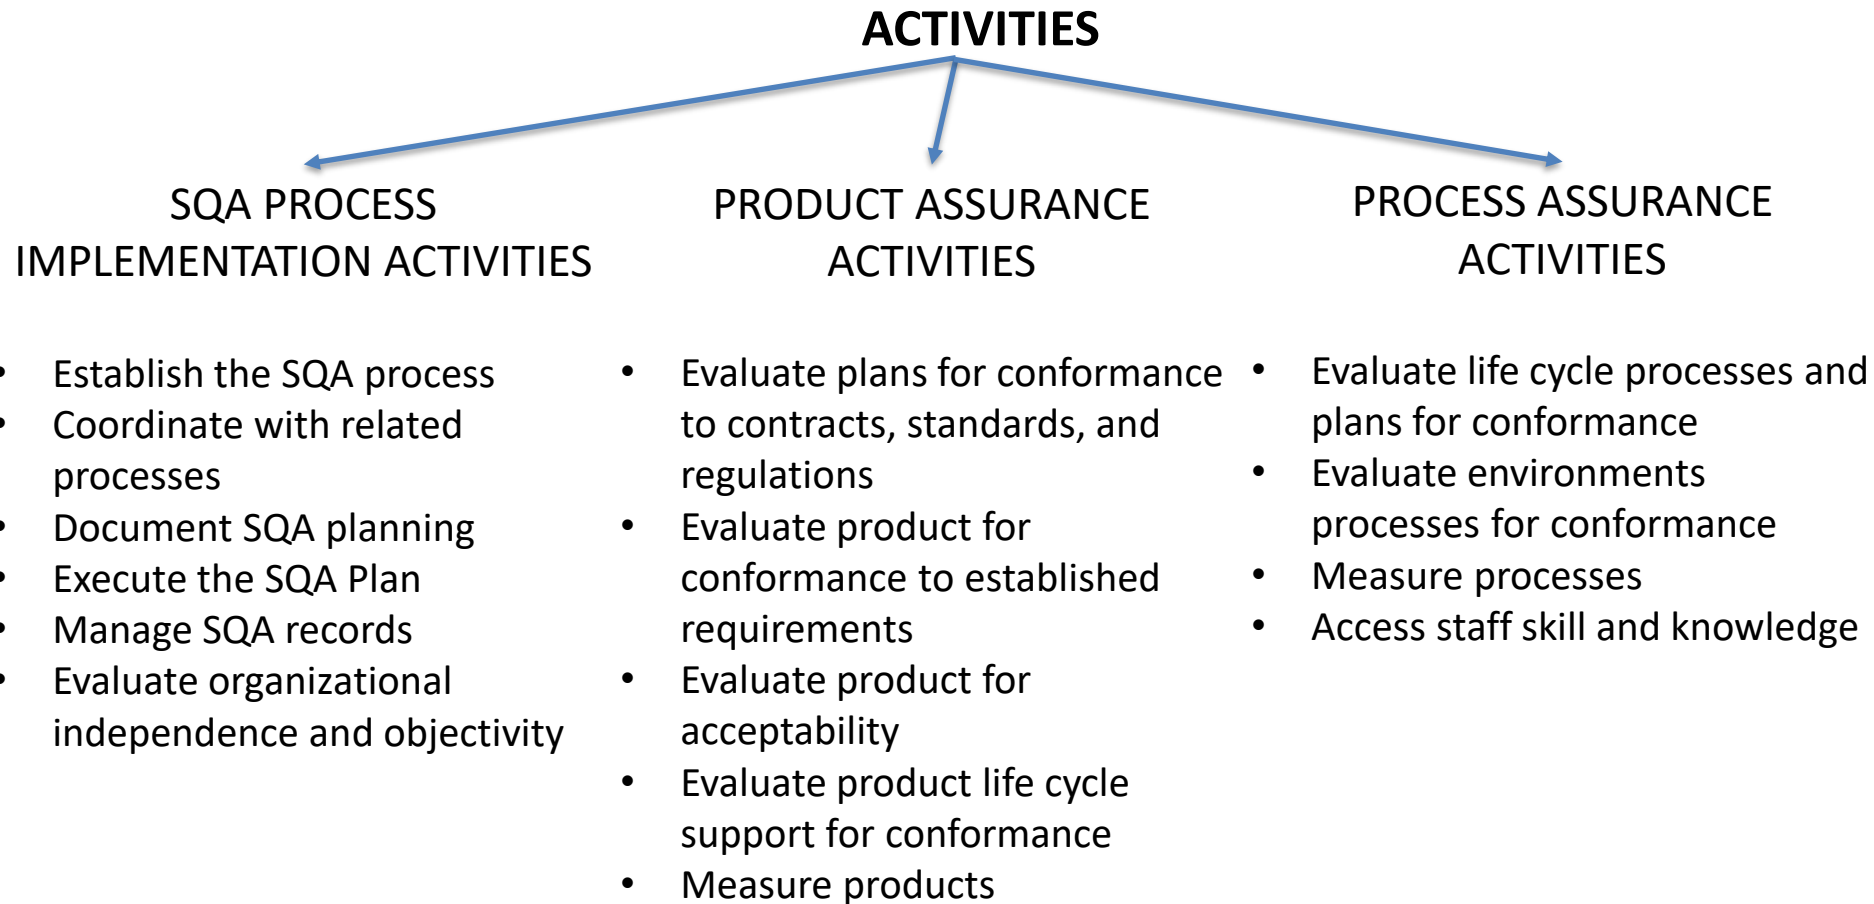 ACTIVITIES
SQA PROCESS
IMPLEMENTATION ACTIVITIES
• Establish the SQA process
• Coordinate with related
processes
• Document SQA planning
• Execute the SQA Plan
• Manage SQA records
• Evaluate organizational
independence and objectivity
PRODUCT ASSURANCE
ACTIVITIES
• Evaluate plans for conformance
to contracts, standards, and
regulations
• Evaluate product for
conformance to established
requirements
• Evaluate product for
acceptability
• Evaluate product life cycle
support for conformance
• Measure products
PROCESS ASSURANCE
ACTIVITIES
• Evaluate life cycle processes and
plans for conformance
• Evaluate environments
processes for conformance
• Measure processes
• Access staff skill and knowledge